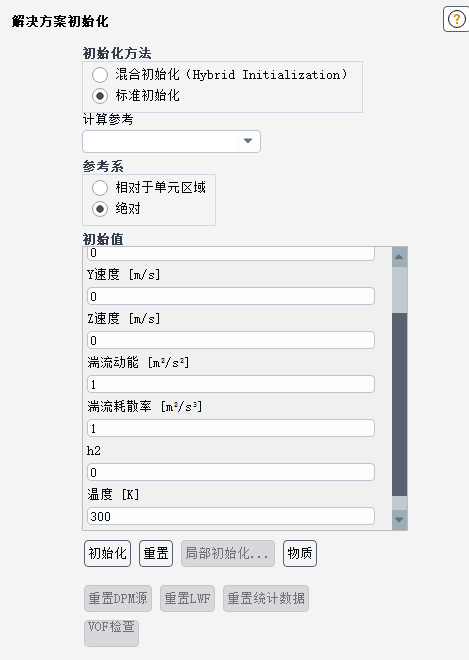 解决方案初始化
?
初始化方法
混合初始化（Hybrid Initialization）
标准初始化
计算参考
参考系
相对于单元区域
绝对
初始值
0
Y速度 [m/s]
0
Z速度 [m/s]
0
湍流动能 [m²/s²]
1
湍流耗散率 [m²/s³]
1
h2
0
温度 [K]
300
初始化 重置 局部初始化... 物质
重置DPM源 重置LWF 重置统计数据
VOF检查